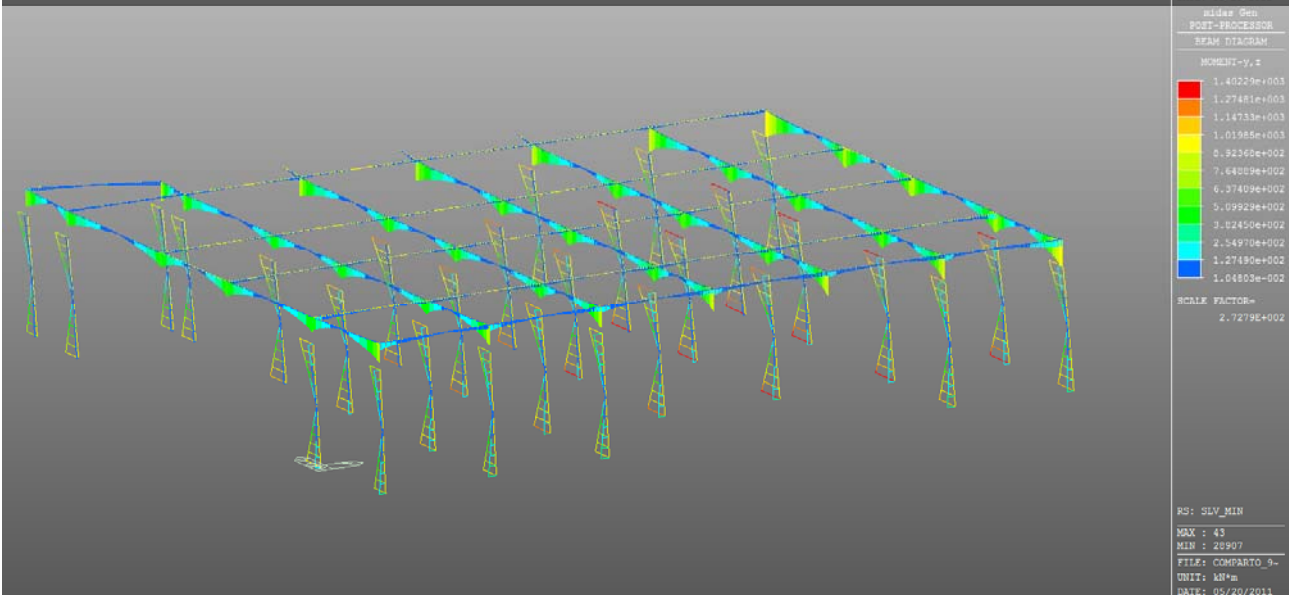 midas Gen
POST-PROCESSOR
BEAM DIAGRAM
MOMENT-y,z
1.40229e+003
1.27481e+003
1.14733e+003
1.01985e+003
8.92368e+002
7.64889e+002
6.37409e+002
5.09929e+002
3.82450e+002
2.54970e+002
1.27490e+002
1.04803e-002
SCALE FACTOR=
2.7279E+002
RS: SLV_MIN
MAX : 43
MIN : 28907
FILE: COMPARTO_9~
UNIT: kN*m
DATE: 05/20/2011